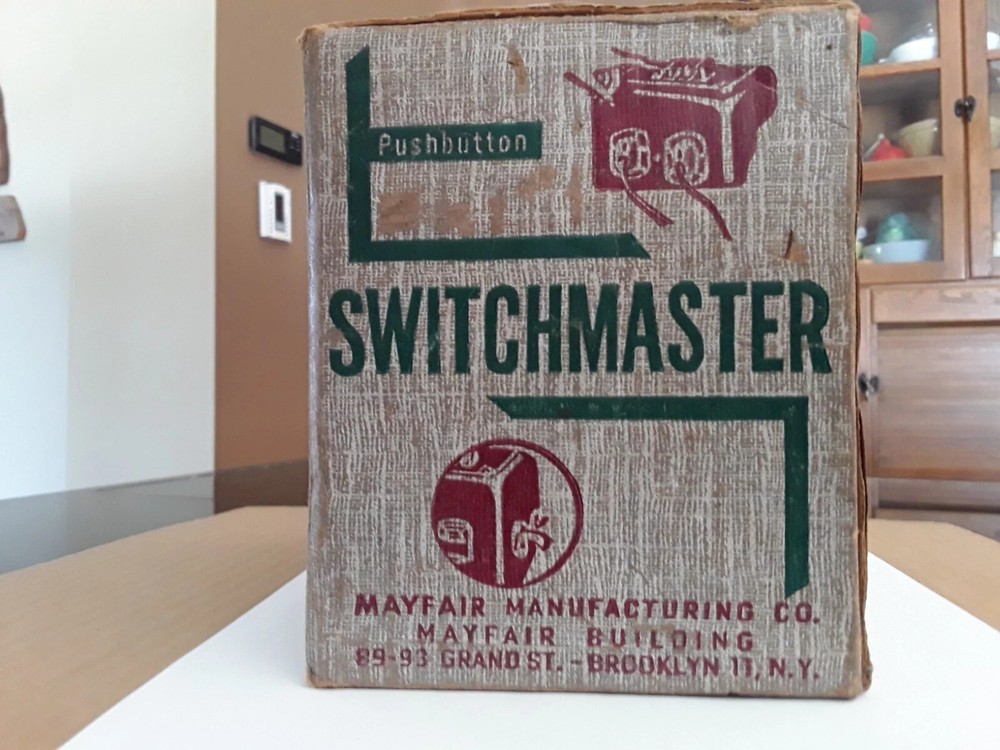 Pushbutton
SWITCHMASTER
MAYFAIR MANUFACTURING CO.
MAYFAIR BUILDING
89-93 GRAND ST. - BROOKLYN 11, N.Y.